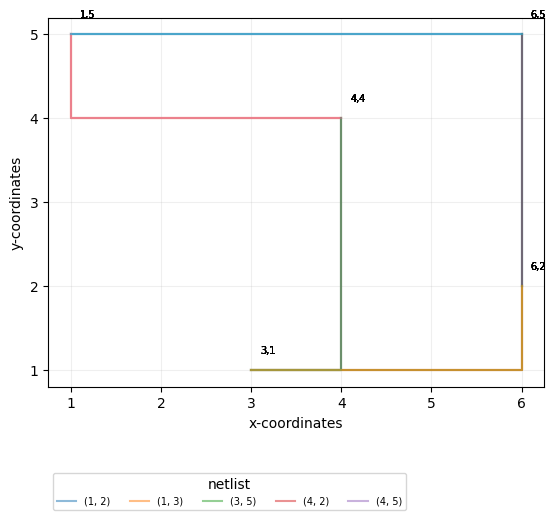 1,5
6,5
4,4
6,2
3,1
5
4
3
2
1
y-coordinates
1 2 3 4 5 6
x-coordinates
netlist
(1, 2) (1, 3) (3, 5) (4, 2) (4, 5)